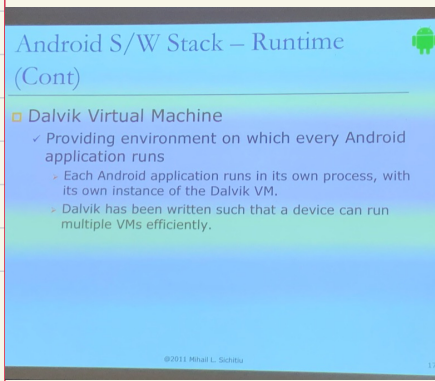 Android S/W Stack – Runtime
(Cont)
Dalvik Virtual Machine
✓ Providing environment on which every Android
application runs
➢ Each Android application runs in its own process, with
its own instance of the Dalvik VM.
➢ Dalvik has been written such that a device can run
multiple VMs efficiently.
@2011 Mihail L. Sichitiu